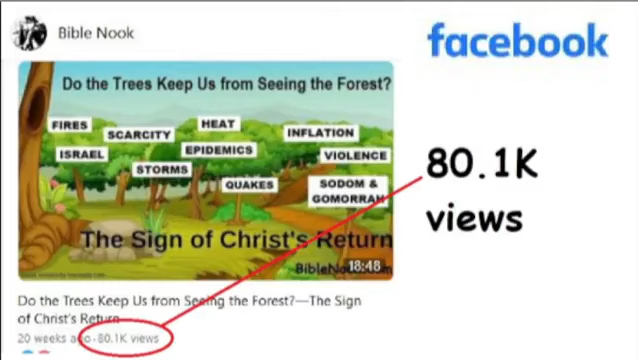 Bible Nook
facebook
Do the Trees Keep Us from Seeing the Forest?
FIRES
SCARCITY
HEAT
INFLATION
ISRAEL
EPIDEMICS
VIOLENCE
STORMS
QUAKES
SODOM &
GOMORRAH
The Sign of Christ's Return
18:48
80.1K
views
Do the Trees Keep Us from Seeing the Forest?—The Sign
of Christ's Return
20 weeks ago · 80.1K views